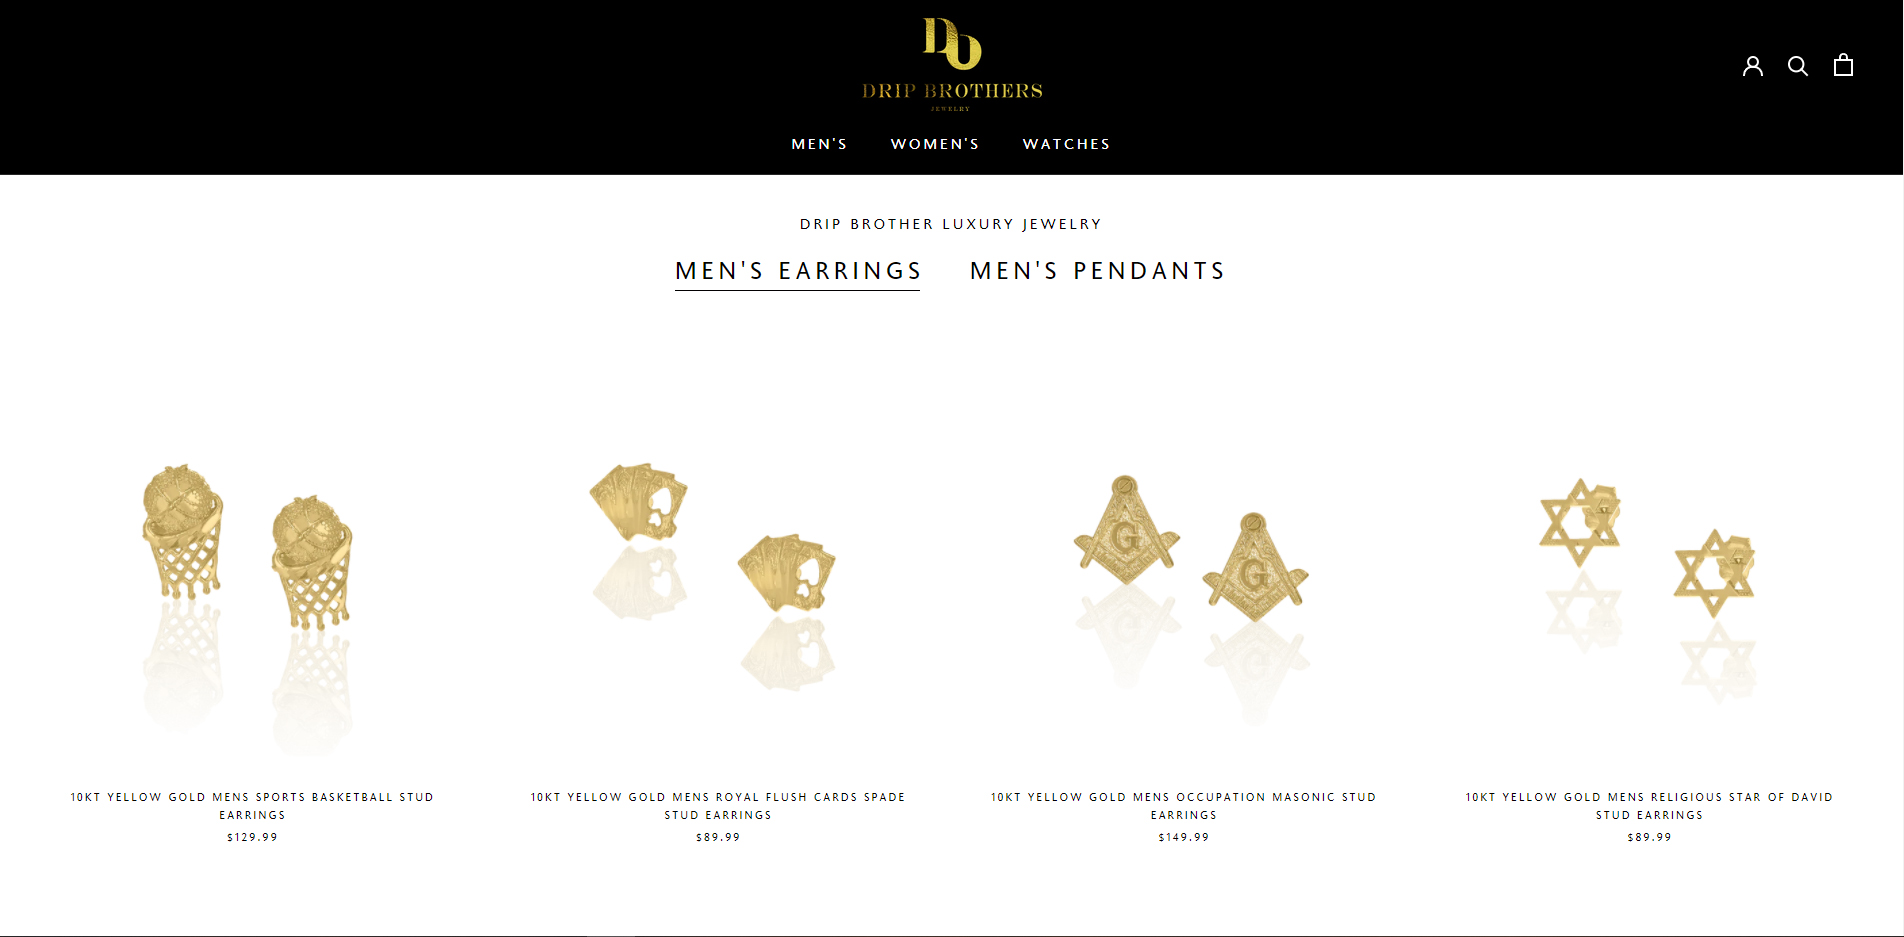 DB
DRIP BROTHERS
JEWELRY
MEN'S WOMEN'S WATCHES
DRIP BROTHER LUXURY JEWELRY
MEN'S EARRINGS MEN'S PENDANTS
G
G
10KT YELLOW GOLD MENS SPORTS BASKETBALL STUD
EARRINGS
$129.99
10KT YELLOW GOLD MENS ROYAL FLUSH CARDS SPADE
STUD EARRINGS
$89.99
10KT YELLOW GOLD MENS OCCUPATION MASONIC STUD
EARRINGS
$149.99
10KT YELLOW GOLD MENS RELIGIOUS STAR OF DAVID
STUD EARRINGS
$89.99